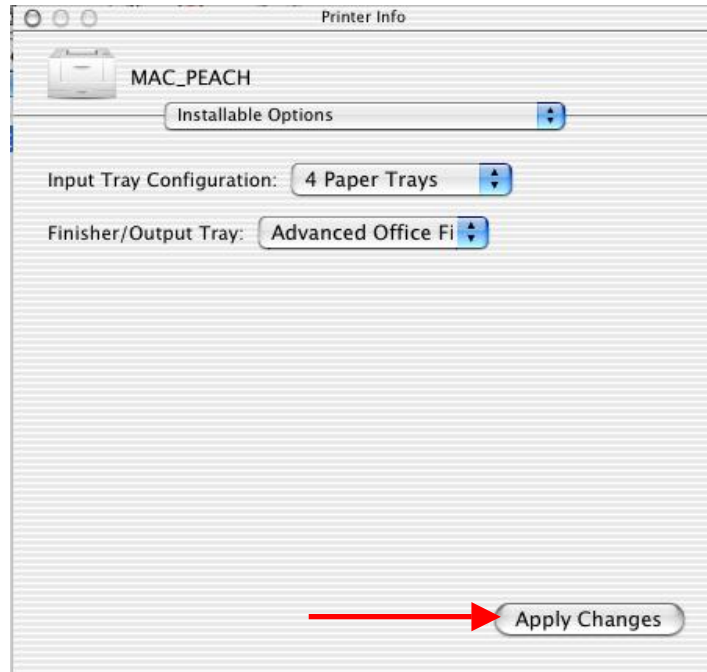 Printer Info
MAC_PEACH
Installable Options
Input Tray Configuration: 4 Paper Trays
Finisher/Output Tray: Advanced Office Fi
Apply Changes